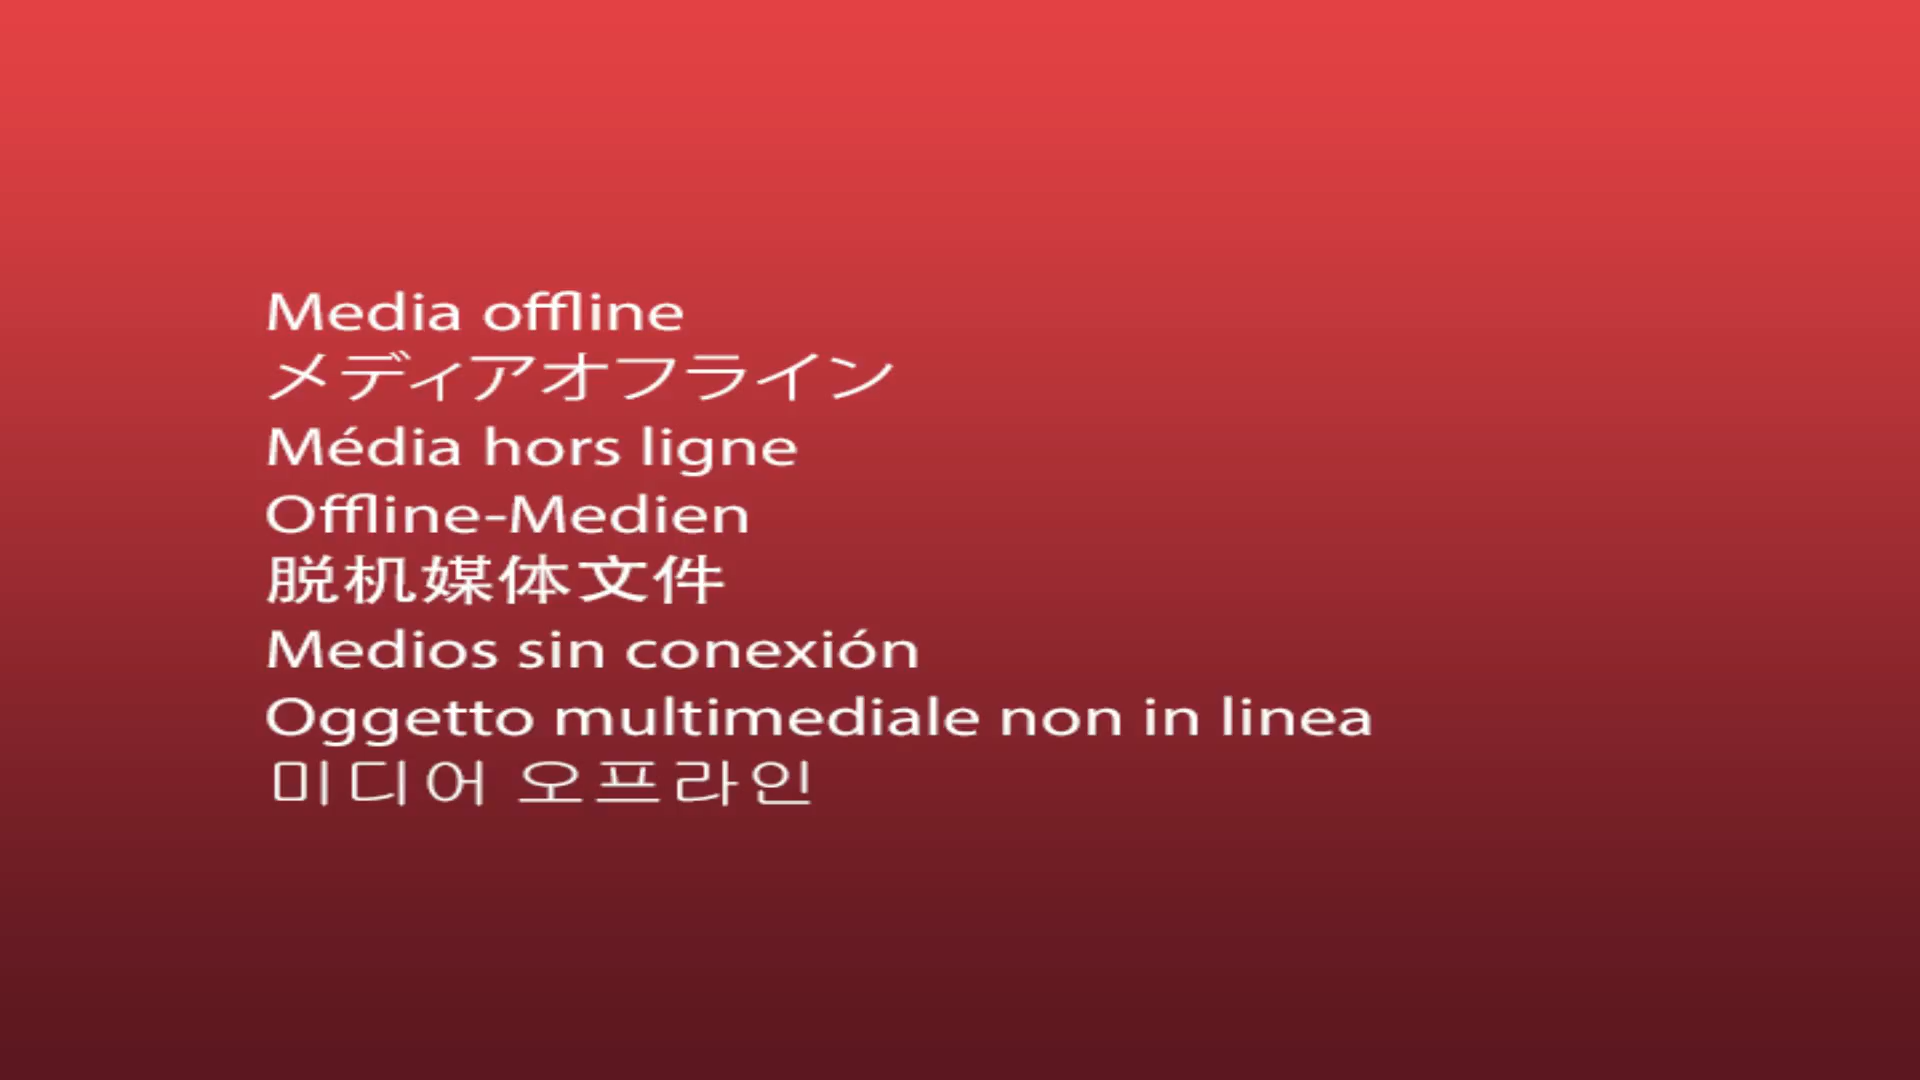 Media offline
メディアオフライン
Média hors ligne
Offline-Medien
脱机媒体文件
Medios sin conexión
Oggetto multimediale non in linea
미디어 오프라인